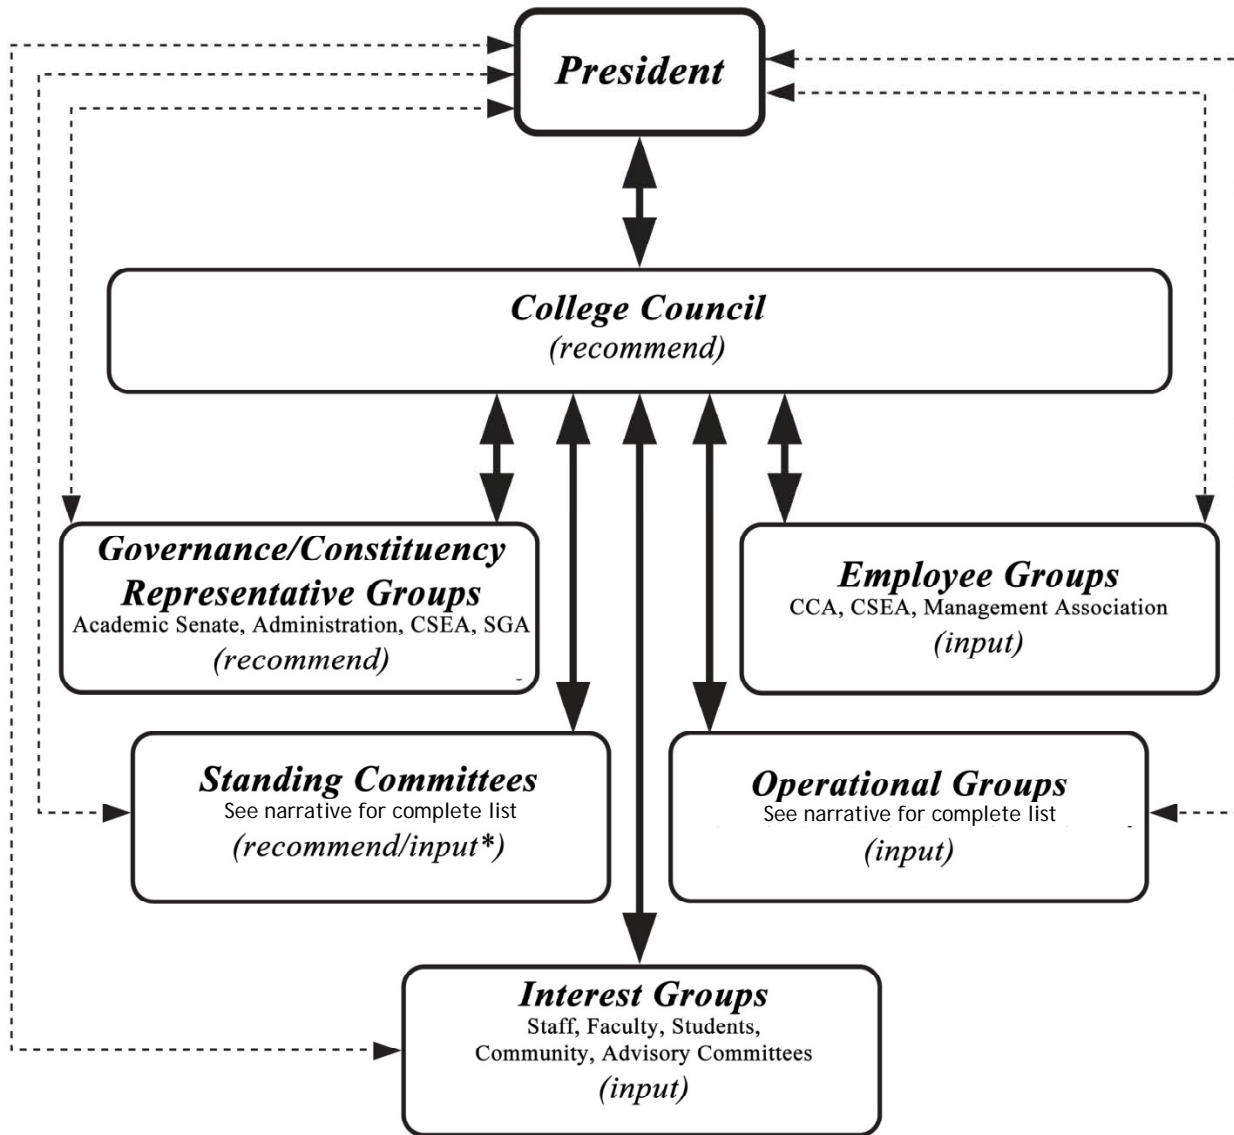 President
College Council
(recommend)
Governance/Constituency
Representative Groups
Academic Senate, Administration, CSEA, SGA
(recommend)
Employee Groups
CCA, CSEA, Management Association
(input)
Standing Committees
See narrative for complete list
(recommend/input*)
Operational Groups
See narrative for complete list
(input)
Interest Groups
Staff, Faculty, Students,
Community, Advisory Committees
(input)